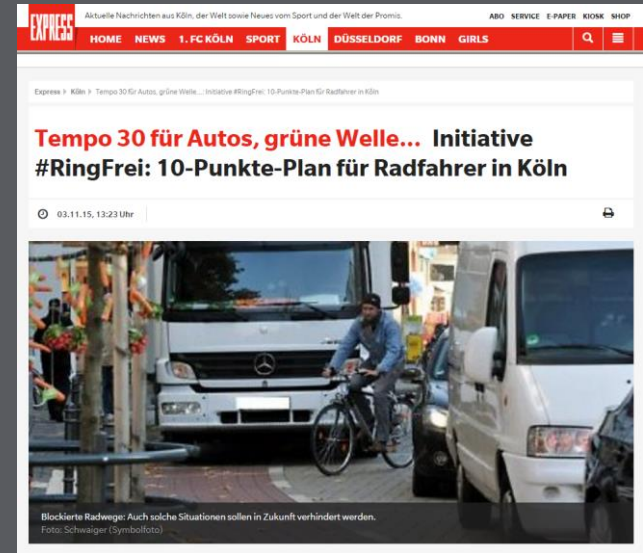 EXPRESS
Aktuelle Nachrichten aus Köln, der Welt sowie Neues vom Sport und der Welt der Promis.
ABO SERVICE E-PAPER KIOSK SHOP
HOME NEWS 1. FC KÖLN SPORT KÖLN DÜSSELDORF BONN GIRLS
Express > Köln > Tempo 30 für Autos, grüne Welle...: Initiative #RingFrei: 10-Punkte-Plan für Radfahrer in Köln
Tempo 30 für Autos, grüne Welle... Initiative
#RingFrei: 10-Punkte-Plan für Radfahrer in Köln
03.11.15, 13:23 Uhr
Blockierte Radwege: Auch solche Situationen sollen in Zukunft verhindert werden.
Foto: Schwaiger (Symbolfoto)